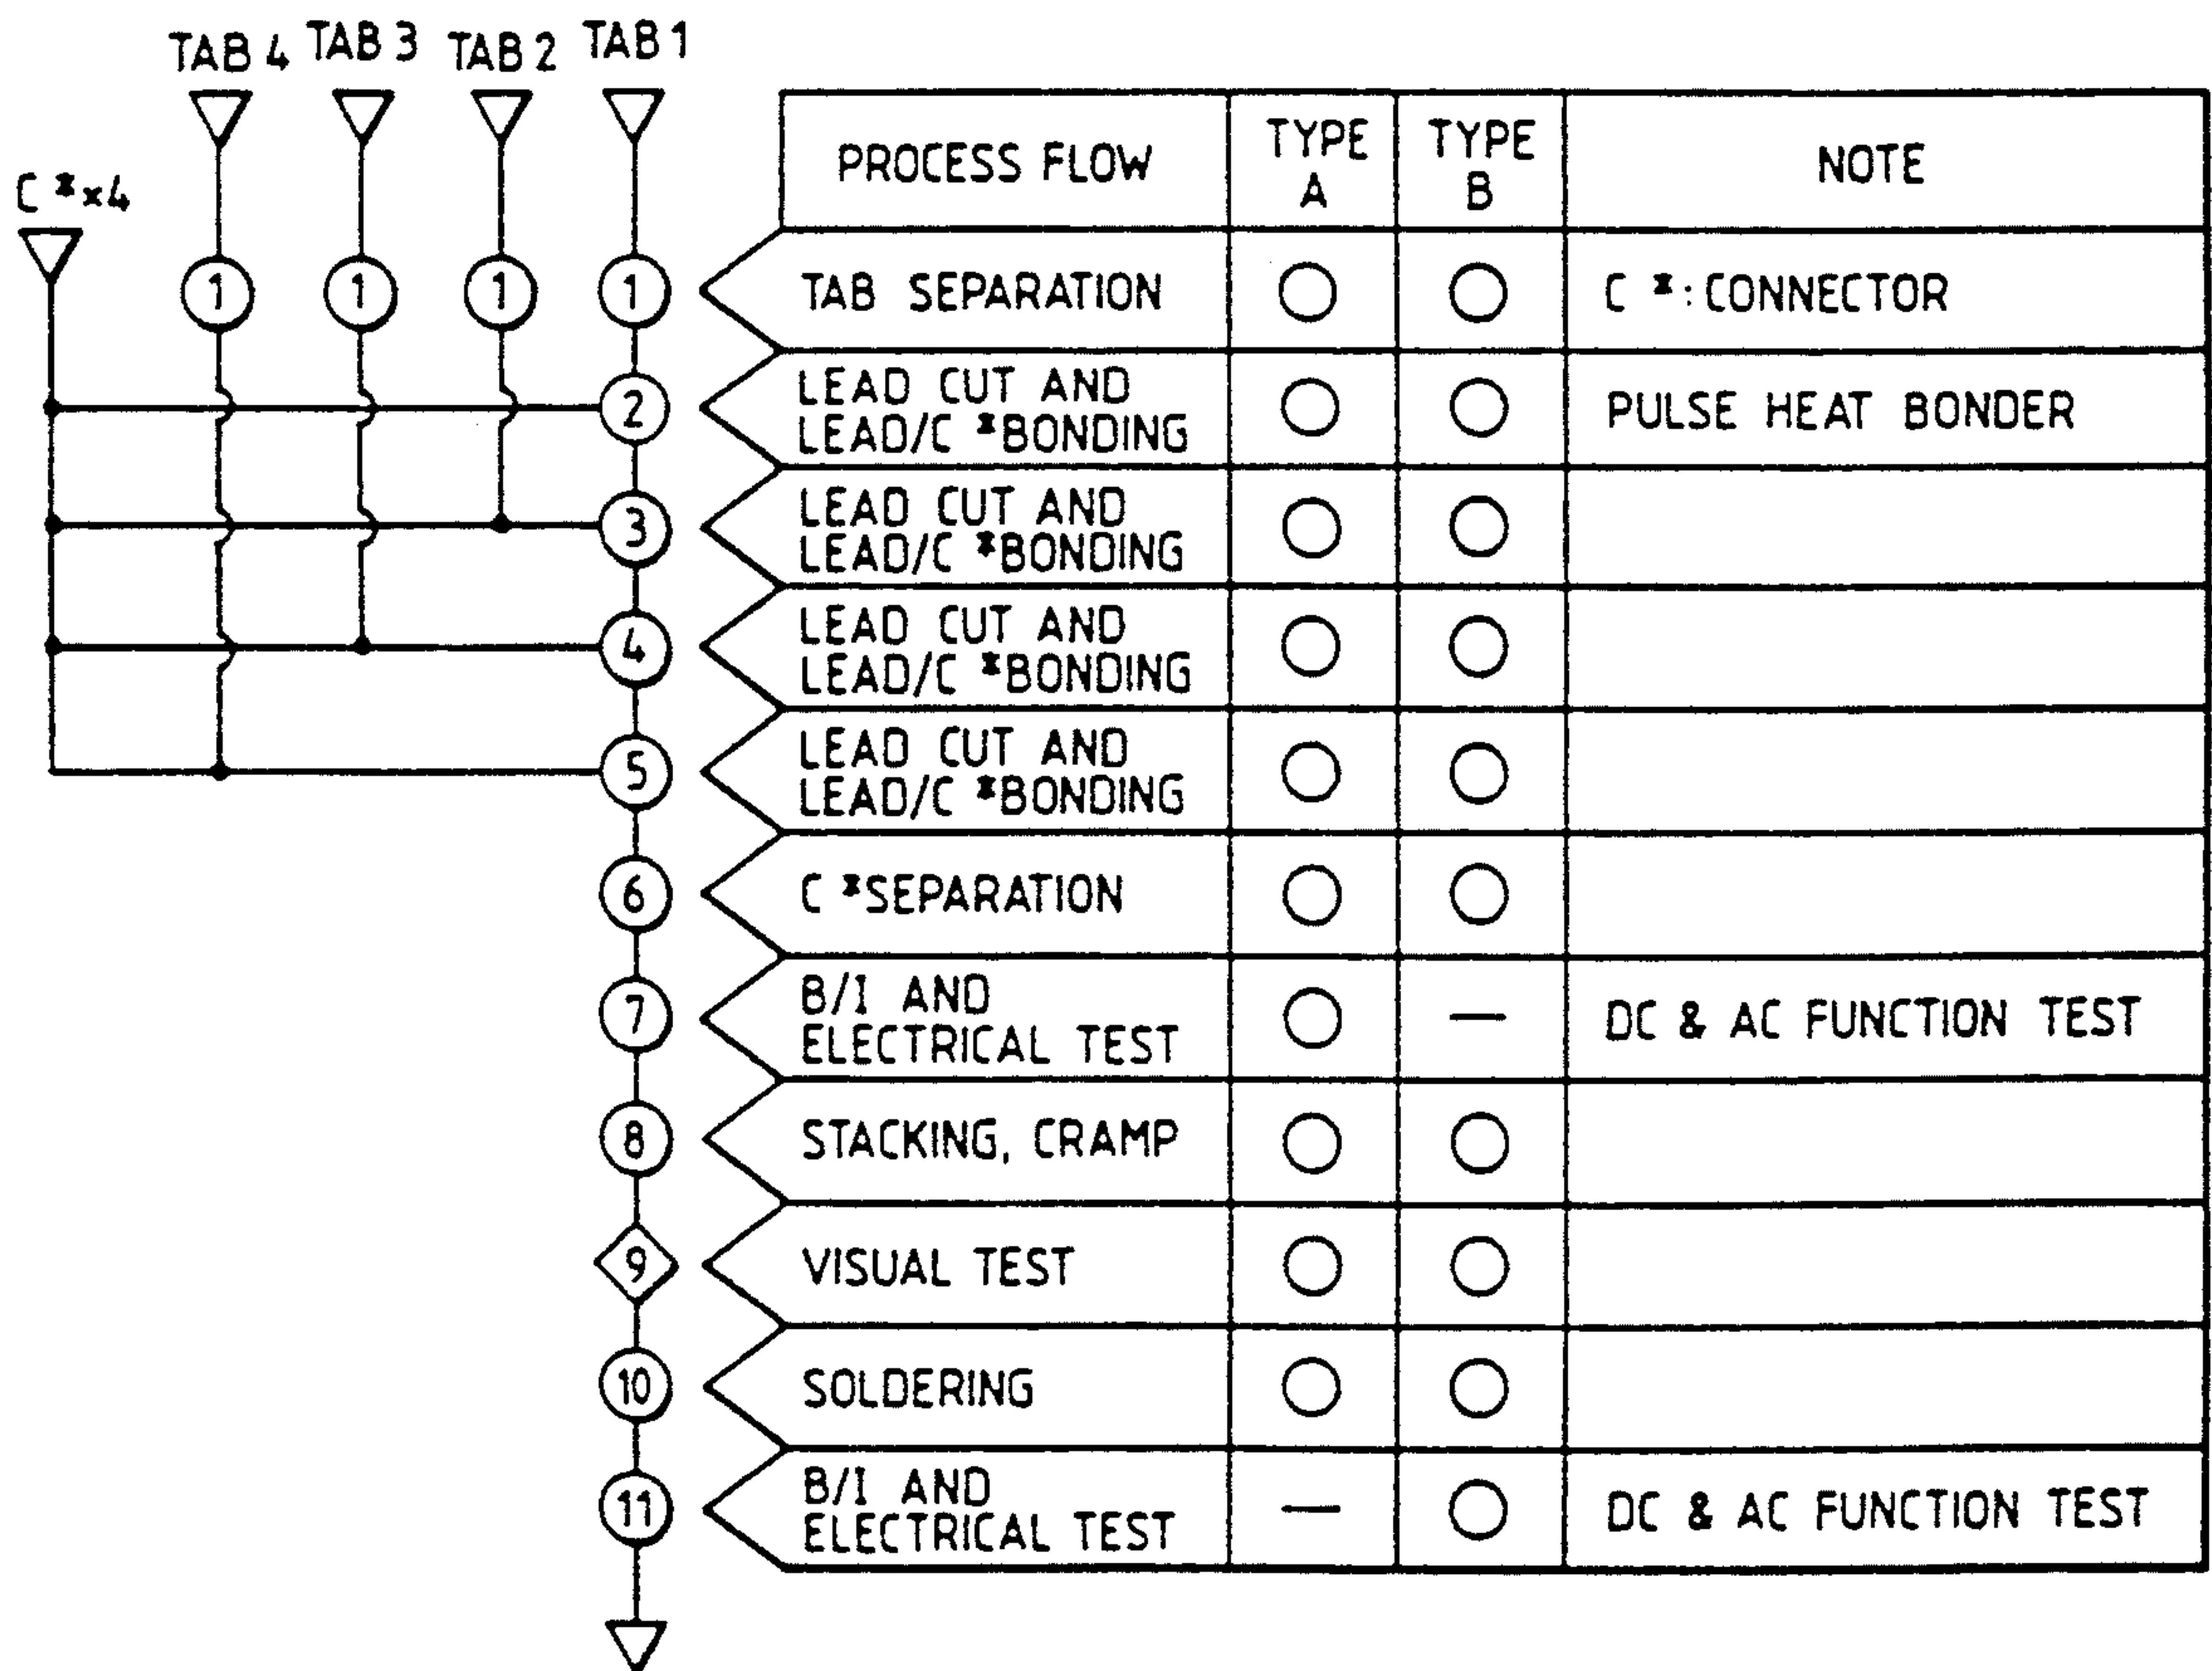 TAB 4 TAB 3 TAB 2 TAB 1
C *x4
PROCESS FLOW
TYPE
A
TYPE
B
NOTE
1 1 1 1
TAB SEPARATION
C *: CONNECTOR
2
LEAD CUT AND
LEAD/C *BONDING
PULSE HEAT BONDER
3
LEAD CUT AND
LEAD/C *BONDING
4
LEAD CUT AND
LEAD/C *BONDING
5
LEAD CUT AND
LEAD/C *BONDING
6
C *SEPARATION
7
B/I AND
ELECTRICAL TEST
—
DC & AC FUNCTION TEST
8
STACKING, CRAMP
9
VISUAL TEST
10
SOLDERING
11
B/I AND
ELECTRICAL TEST
—
DC & AC FUNCTION TEST